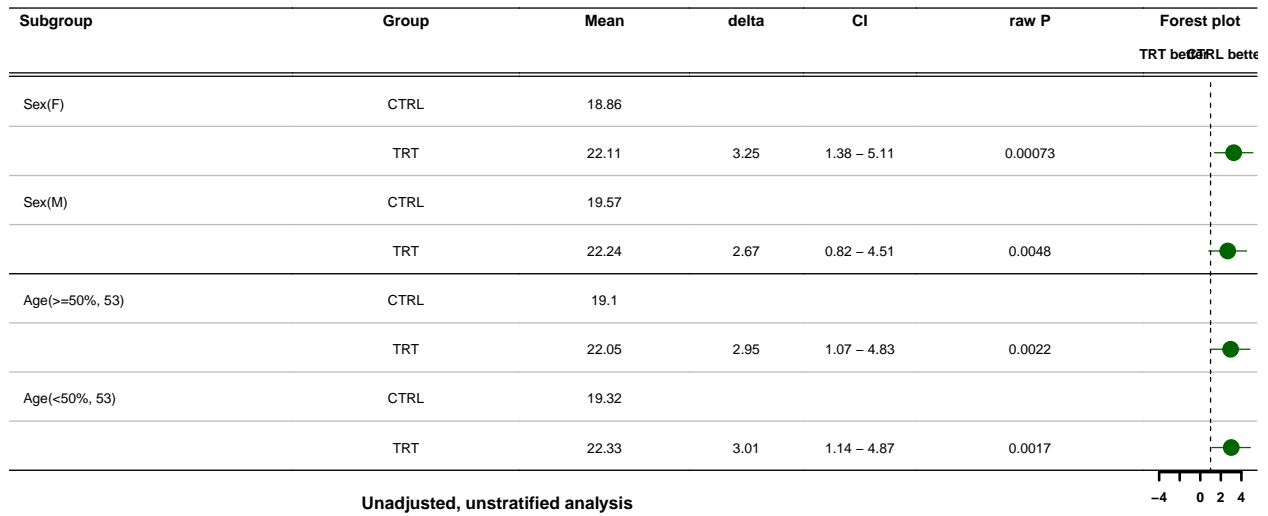 Subgroup Group Mean delta CI raw P Forest plot
TRT better CTRL bette
Sex(F) CTRL 18.86
TRT 22.11 3.25 1.38 – 5.11 0.00073
Sex(M) CTRL 19.57
TRT 22.24 2.67 0.82 – 4.51 0.0048
Age(>=50%, 53) CTRL 19.1
TRT 22.05 2.95 1.07 – 4.83 0.0022
Age(<50%, 53) CTRL 19.32
TRT 22.33 3.01 1.14 – 4.87 0.0017
−4 0 2 4
Unadjusted, unstratified analysis